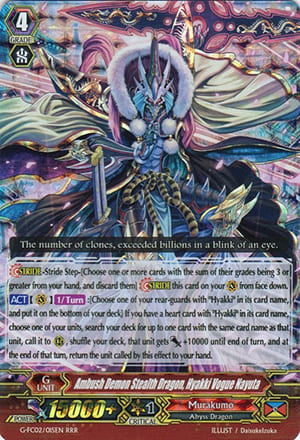 4
GRADE
The number of clones, exceeded billions in a blink of an eye.
STRIDE -Stride Step-[Choose one or more cards with the sum of their grades being 3 or
greater from your hand, and discard them] STRIDE this card on your (V) from face down.
ACT [(V)] 1/Turn :[Choose one of your rear-guards with "Hyakki" in its card name,
and put it on the bottom of your deck] If you have a heart card with "Hyakki" in its card name,
choose one of your units, search your deck for up to one card with the same card name as that
unit, call it to (R), shuffle your deck, that unit gets +10000 until end of turn, and at
the end of that turn, return the unit called by this effect to your hand.
G
UNIT
Ambush Demon Stealth Dragon, Hyakki Vogue Nayuta
POWER 15000+
1
CRITICAL
Murakumo
Abyss Dragon
G-FC02/015EN RRR
ILLUST / DaisukeIzuka